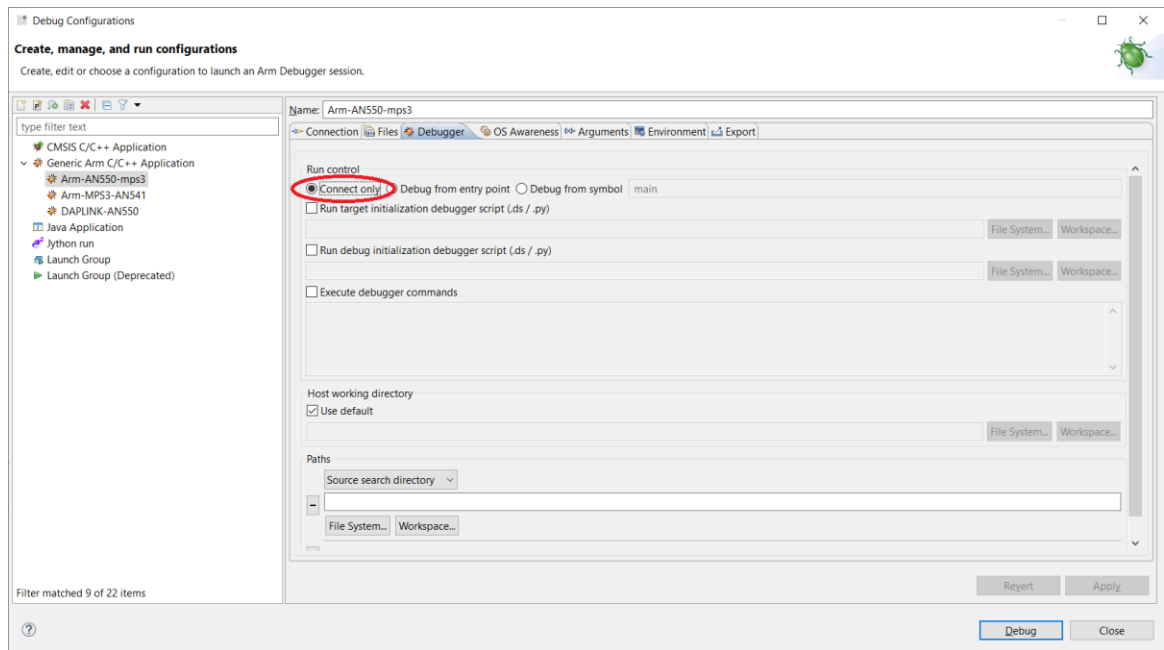 Debug Configurations
Create, manage, and run configurations
Create, edit or choose a configuration to launch an Arm Debugger session.
type filter text
CMSIS C/C++ Application
Generic Arm C/C++ Application
Arm-AN550-mps3
Arm-MPS3-AN541
DAPLINK-AN550
Java Application
Jython run
Launch Group
Launch Group (Deprecated)
Filter matched 9 of 22 items
Name: Arm-AN550-mps3
Connection Files Debugger OS Awareness Arguments Environment Export
Run control
Connect only Debug from entry point Debug from symbol main
Run target initialization debugger script (.ds / .py)
File System... Workspace...
Run debug initialization debugger script (.ds / .py)
File System... Workspace...
Execute debugger commands
Host working directory
Use default
File System... Workspace...
Paths
Source search directory
File System... Workspace...
Revert Apply
Debug Close